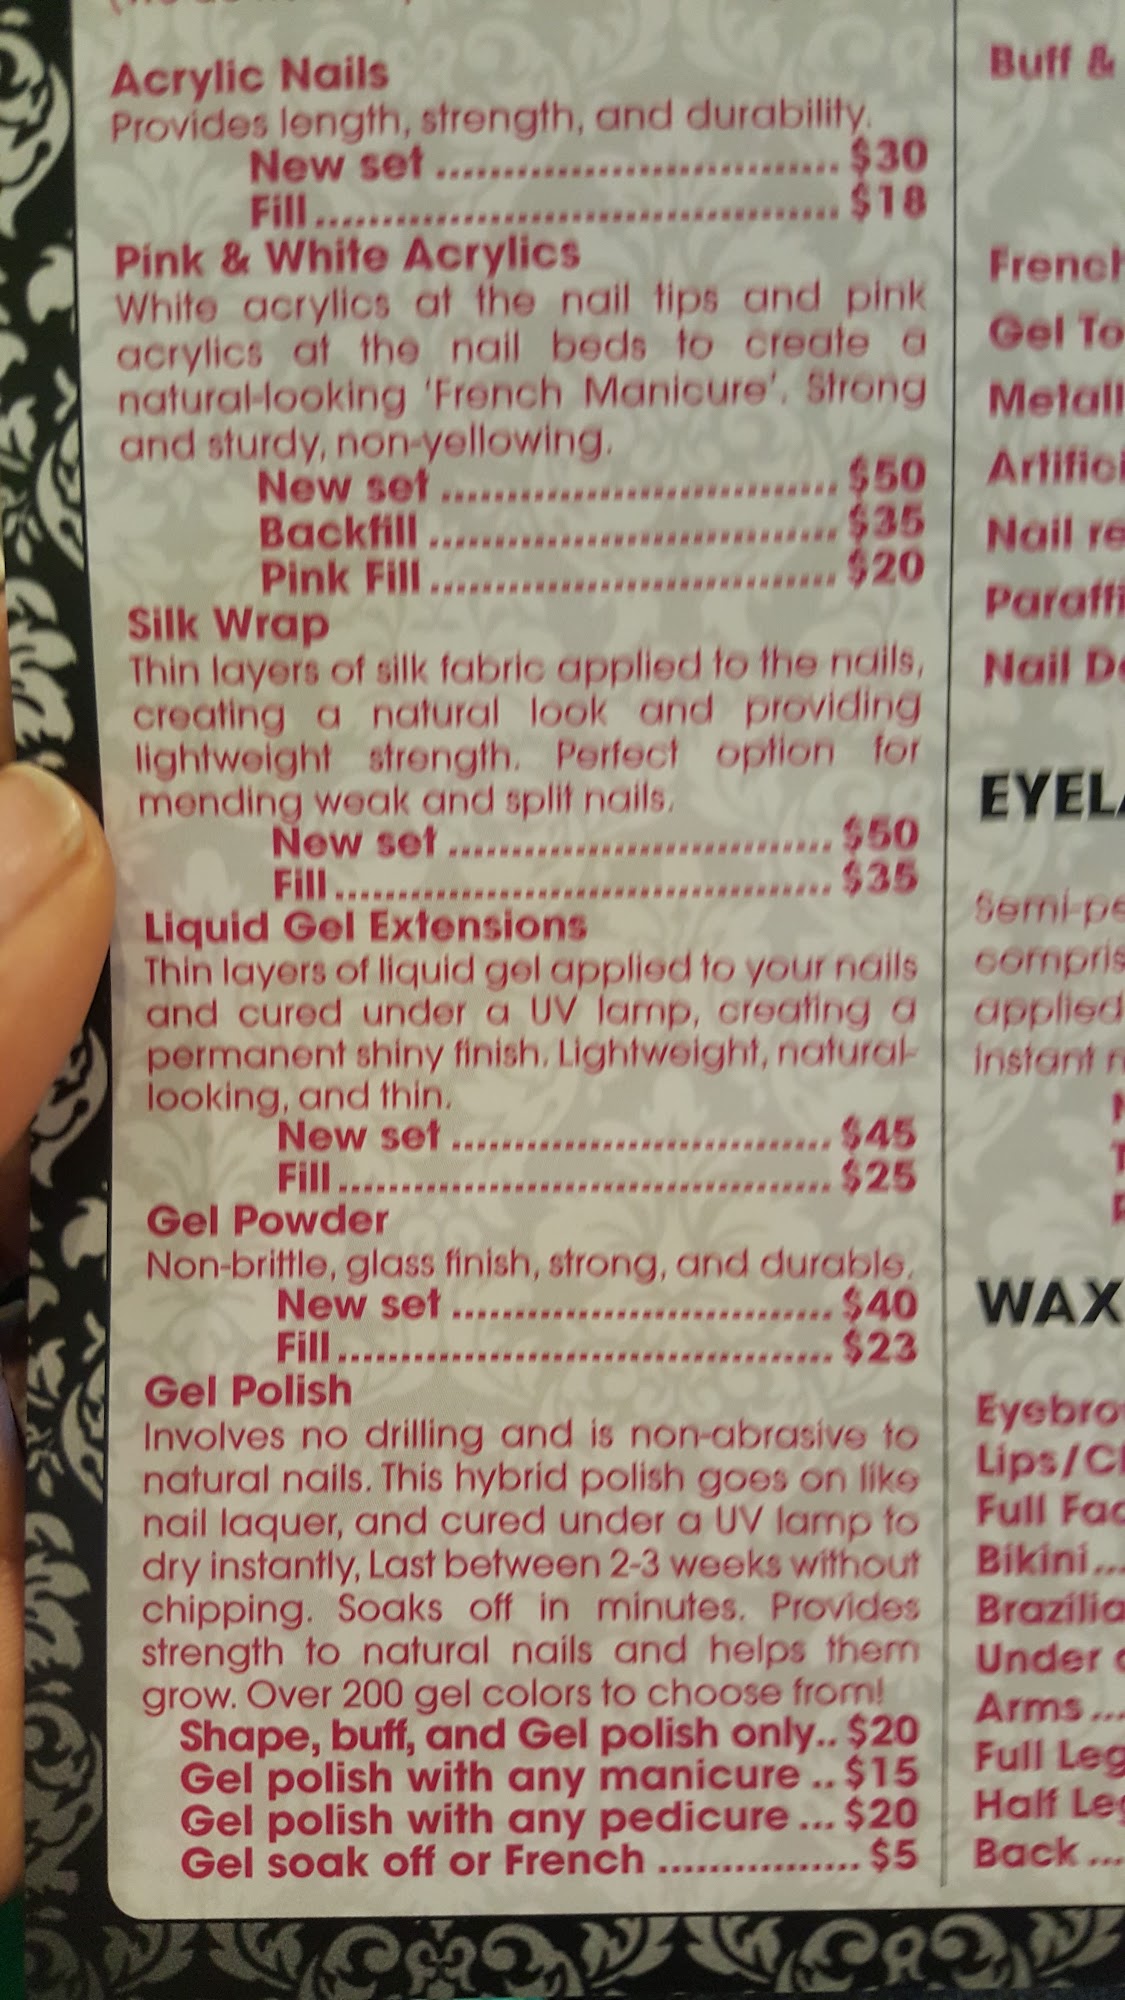 Acrylic Nails
Provides length, strength, and durability.
New set ........................................ $30
Fill ........................................ $18
Pink & White Acrylics
White acrylics at the nail tips and pink
acrylics at the nail beds to create a
natural-looking 'French Manicure'. Strong
and sturdy, non-yellowing.
New set ........................................ $50
Backfill ........................................ $35
Pink Fill ........................................ $20
Silk Wrap
Thin layers of silk fabric applied to the nails,
creating a natural look and providing
lightweight strength. Perfect option for
mending weak and split nails.
New set ........................................ $50
Fill ........................................ $35
Liquid Gel Extensions
Thin layers of liquid gel applied to your nails
and cured under a UV lamp, creating a
permanent shiny finish. Lightweight, natural-
looking, and thin.
New set ........................................ $45
Fill ........................................ $25
Gel Powder
Non-brittle, glass finish, strong, and durable.
New set ........................................ $40
Fill ........................................ $23
Gel Polish
Involves no drilling and is non-abrasive to
natural nails. This hybrid polish goes on like
nail laquer, and cured under a UV lamp to
dry instantly, Last between 2-3 weeks without
chipping. Soaks off in minutes. Provides
strength to natural nails and helps them
grow. Over 200 gel colors to choose from!
Shape, buff, and Gel polish only.. $20
Gel polish with any manicure .. $15
Gel polish with any pedicure ... $20
Gel soak off or French ................. $5
Buff &
French
Gel To
Metall
Artifici
Nail re
Paraffi
Nail De
EYELA
Semi-pe
compris
applied
instant n
WAX
Eyebro
Lips/Ch
Full Fac
Bikini ...
Brazilia
Under
Arms ...
Full Leg
Half Leg
Back ...